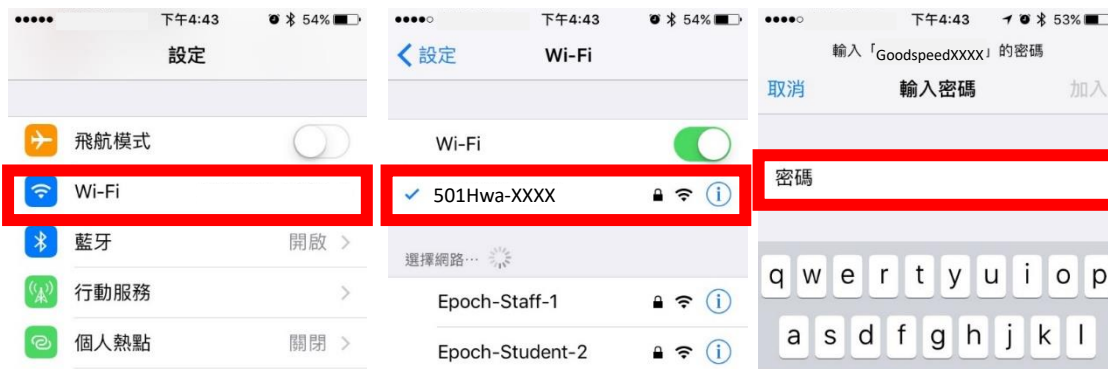 下午4:43 54%
設定
飛航模式
Wi-Fi
藍牙 開啟
行動服務
個人熱點 關閉
下午4:43 54%
設定 Wi-Fi
Wi-Fi
501Hwa-XXXX
選擇網路…
Epoch-Staff-1
Epoch-Student-2
下午4:43 53%
輸入「GoodspeedXXXX」的密碼
取消 輸入密碼 加入
密碼
q w e r t y u i o p
a s d f g h j k l